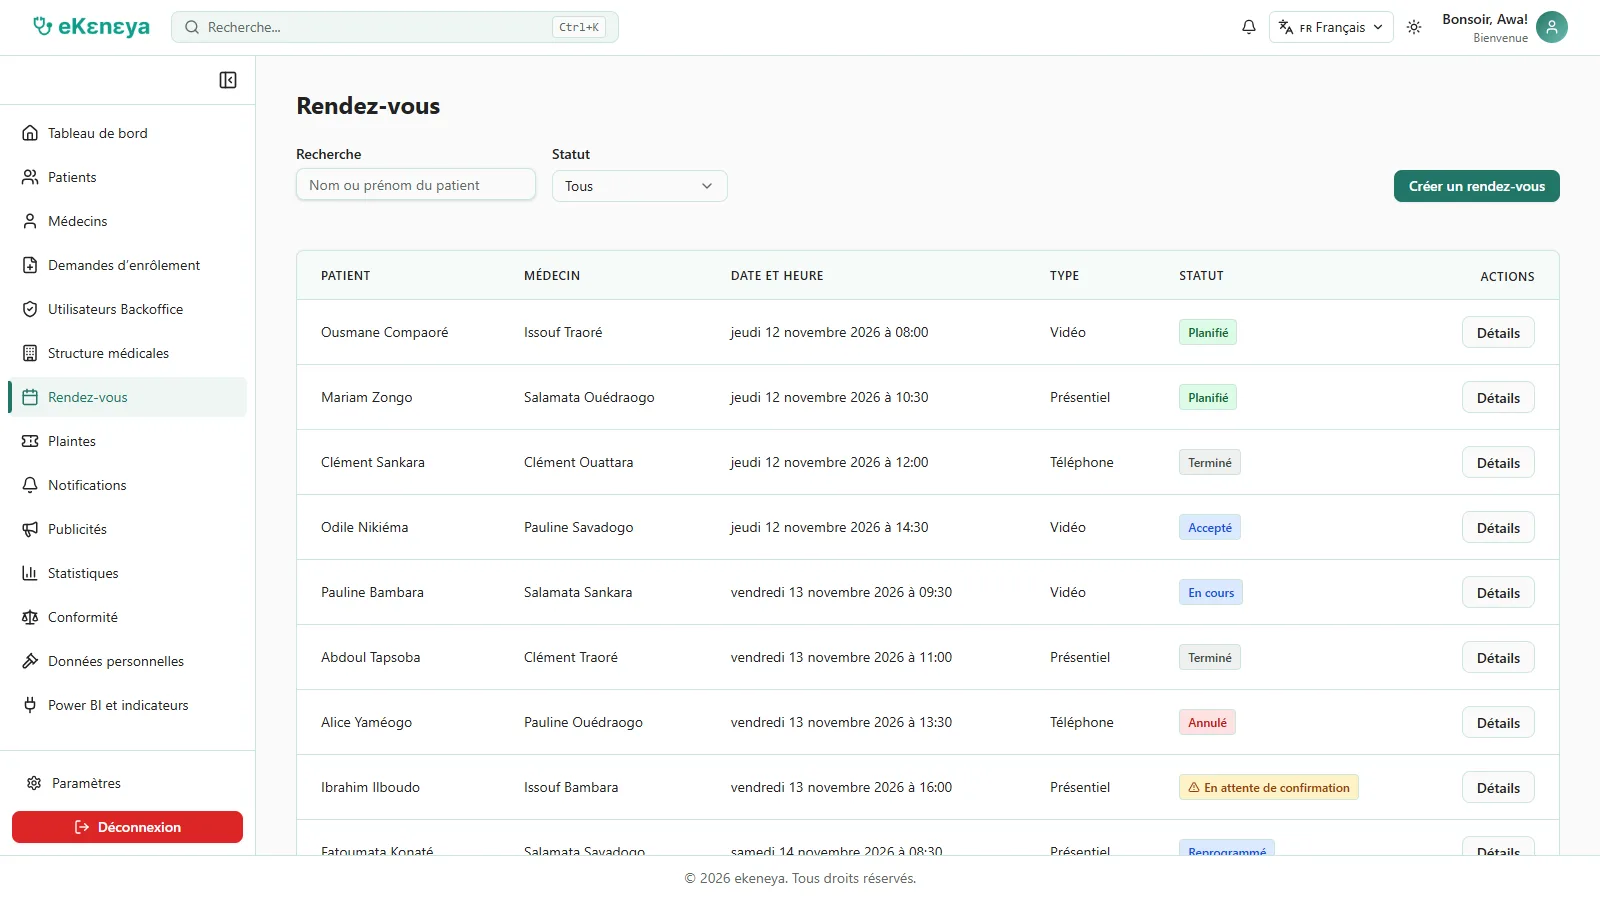 eKɛnɛya
Recherche...
Ctrl+K
FR Français
Bonsoir, Awa!
Bienvenue
Tableau de bord
Patients
Médecins
Demandes d’enrôlement
Utilisateurs Backoffice
Structure médicales
Rendez-vous
Plaintes
Notifications
Publicités
Statistiques
Conformité
Données personnelles
Power BI et indicateurs
Paramètres
Déconnexion
Rendez-vous
Recherche
Statut
Nom ou prénom du patient
Tous
Créer un rendez-vous
PATIENT MÉDECIN DATE ET HEURE TYPE STATUT ACTIONS
Ousmane Compaoré Issouf Traoré jeudi 12 novembre 2026 à 08:00 Vidéo Planifié Détails
Mariam Zongo Salamata Ouédraogo jeudi 12 novembre 2026 à 10:30 Présentiel Planifié Détails
Clément Sankara Clément Ouattara jeudi 12 novembre 2026 à 12:00 Téléphone Terminé Détails
Odile Nikiéma Pauline Savadogo jeudi 12 novembre 2026 à 14:30 Vidéo Accepté Détails
Pauline Bambara Salamata Sankara vendredi 13 novembre 2026 à 09:30 Vidéo En cours Détails
Abdoul Tapsoba Clément Traoré vendredi 13 novembre 2026 à 11:00 Présentiel Terminé Détails
Alice Yaméogo Pauline Ouédraogo vendredi 13 novembre 2026 à 13:30 Téléphone Annulé Détails
Ibrahim Ilboudo Issouf Bambara vendredi 13 novembre 2026 à 16:00 Présentiel En attente de confirmation Détails
Fatoumata Konaté Salamata Savadogo samedi 14 novembre 2026 à 08:30 Présentiel Reprogrammé Détails
© 2026 ekeneya. Tous droits réservés.